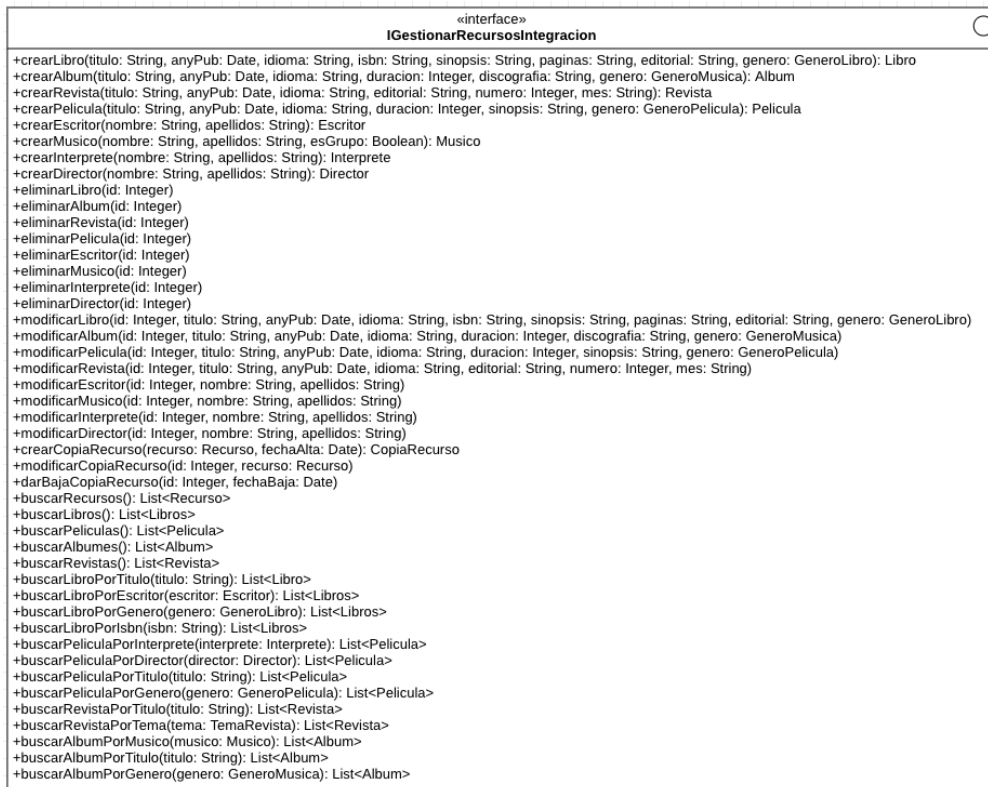 «interface»
IGestionarRecursosIntegracion
+crearLibro(titulo: String, anyPub: Date, idioma: String, isbn: String, sinopsis: String, paginas: String, editorial: String, genero: GeneroLibro): Libro
+crearAlbum(titulo: String, anyPub: Date, idioma: String, duracion: Integer, discografia: String, genero: GeneroMusica): Album
+crearRevista(titulo: String, anyPub: Date, idioma: String, editorial: String, numero: Integer, mes: String): Revista
+crearPelicula(titulo: String, anyPub: Date, idioma: String, duracion: Integer, sinopsis: String, genero: GeneroPelicula): Pelicula
+crearEscritor(nombre: String, apellidos: String): Escritor
+crearMusico(nombre: String, apellidos: String, esGrupo: Boolean): Musico
+crearInterprete(nombre: String, apellidos: String): Interprete
+crearDirector(nombre: String, apellidos: String): Director
+eliminarLibro(id: Integer)
+eliminarAlbum(id: Integer)
+eliminarRevista(id: Integer)
+eliminarPelicula(id: Integer)
+eliminarEscritor(id: Integer)
+eliminarMusico(id: Integer)
+eliminarInterprete(id: Integer)
+eliminarDirector(id: Integer)
+modificarLibro(id: Integer, titulo: String, anyPub: Date, idioma: String, isbn: String, sinopsis: String, paginas: String, editorial: String, genero: GeneroLibro)
+modificarAlbum(id: Integer, titulo: String, anyPub: Date, idioma: String, duracion: Integer, discografia: String, genero: GeneroMusica)
+modificarPelicula(id: Integer, titulo: String, anyPub: Date, idioma: String, duracion: Integer, sinopsis: String, genero: GeneroPelicula)
+modificarRevista(id: Integer, titulo: String, anyPub: Date, idioma: String, editorial: String, numero: Integer, mes: String)
+modificarEscritor(id: Integer, nombre: String, apellidos: String)
+modificarMusico(id: Integer, nombre: String, apellidos: String)
+modificarInterprete(id: Integer, nombre: String, apellidos: String)
+modificarDirector(id: Integer, nombre: String, apellidos: String)
+crearCopiaRecurso(recurso: Recurso, fechaAlta: Date): CopiaRecurso
+modificarCopiaRecurso(id: Integer, recurso: Recurso)
+darBajaCopiaRecurso(id: Integer, fechaBaja: Date)
+buscarRecursos(): List<Recurso>
+buscarLibros(): List<Libros>
+buscarPeliculas(): List<Pelicula>
+buscarAlbumes(): List<Album>
+buscarRevistas(): List<Revista>
+buscarLibroPorTitulo(titulo: String): List<Libro>
+buscarLibroPorEscritor(escritor: Escritor): List<Libros>
+buscarLibroPorGenero(genero: GeneroLibro): List<Libros>
+buscarLibroPorIsbn(isbn: String): List<Libros>
+buscarPeliculaPorInterprete(interprete: Interprete): List<Pelicula>
+buscarPeliculaPorDirector(director: Director): List<Pelicula>
+buscarPeliculaPorTitulo(titulo: String): List<Pelicula>
+buscarPeliculaPorGenero(genero: GeneroPelicula): List<Pelicula>
+buscarRevistaPorTitulo(titulo: String): List<Revista>
+buscarRevistaPorTema(tema: TemaRevista): List<Revista>
+buscarAlbumPorMusico(musico: Musico): List<Album>
+buscarAlbumPorTitulo(titulo: String): List<Album>
+buscarAlbumPorGenero(genero: GeneroMusica): List<Album>